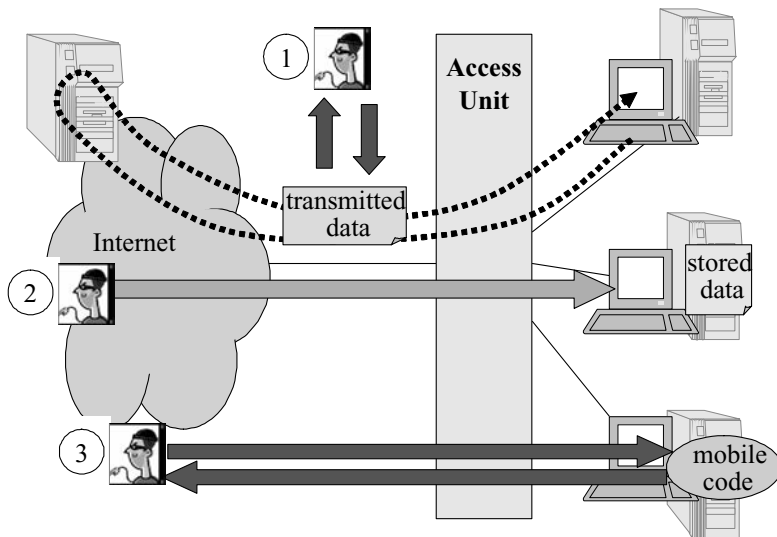 1
Access
Unit
transmitted
data
Internet
2
stored
data
3
mobile
code